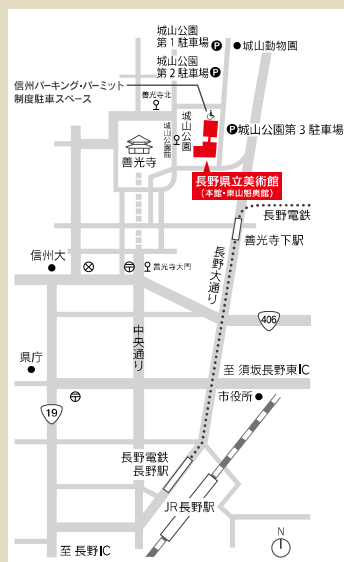 城山公園
第1駐車場 P
城山動物園
城山公園
第2駐車場 P
信州パーキング・パーミット
制度駐車スペース
善光寺北
城山公園前
城山公園
P 城山公園第3駐車場
善光寺
長野県立美術館
(本館・東山魁夷館)
長野電鉄
善光寺下駅
信州大
善光寺大門
長野大通り
406
中央通り
県庁
至 須坂長野東IC
市役所
19
長野電鉄
長野駅
JR長野駅
至 長野IC
N